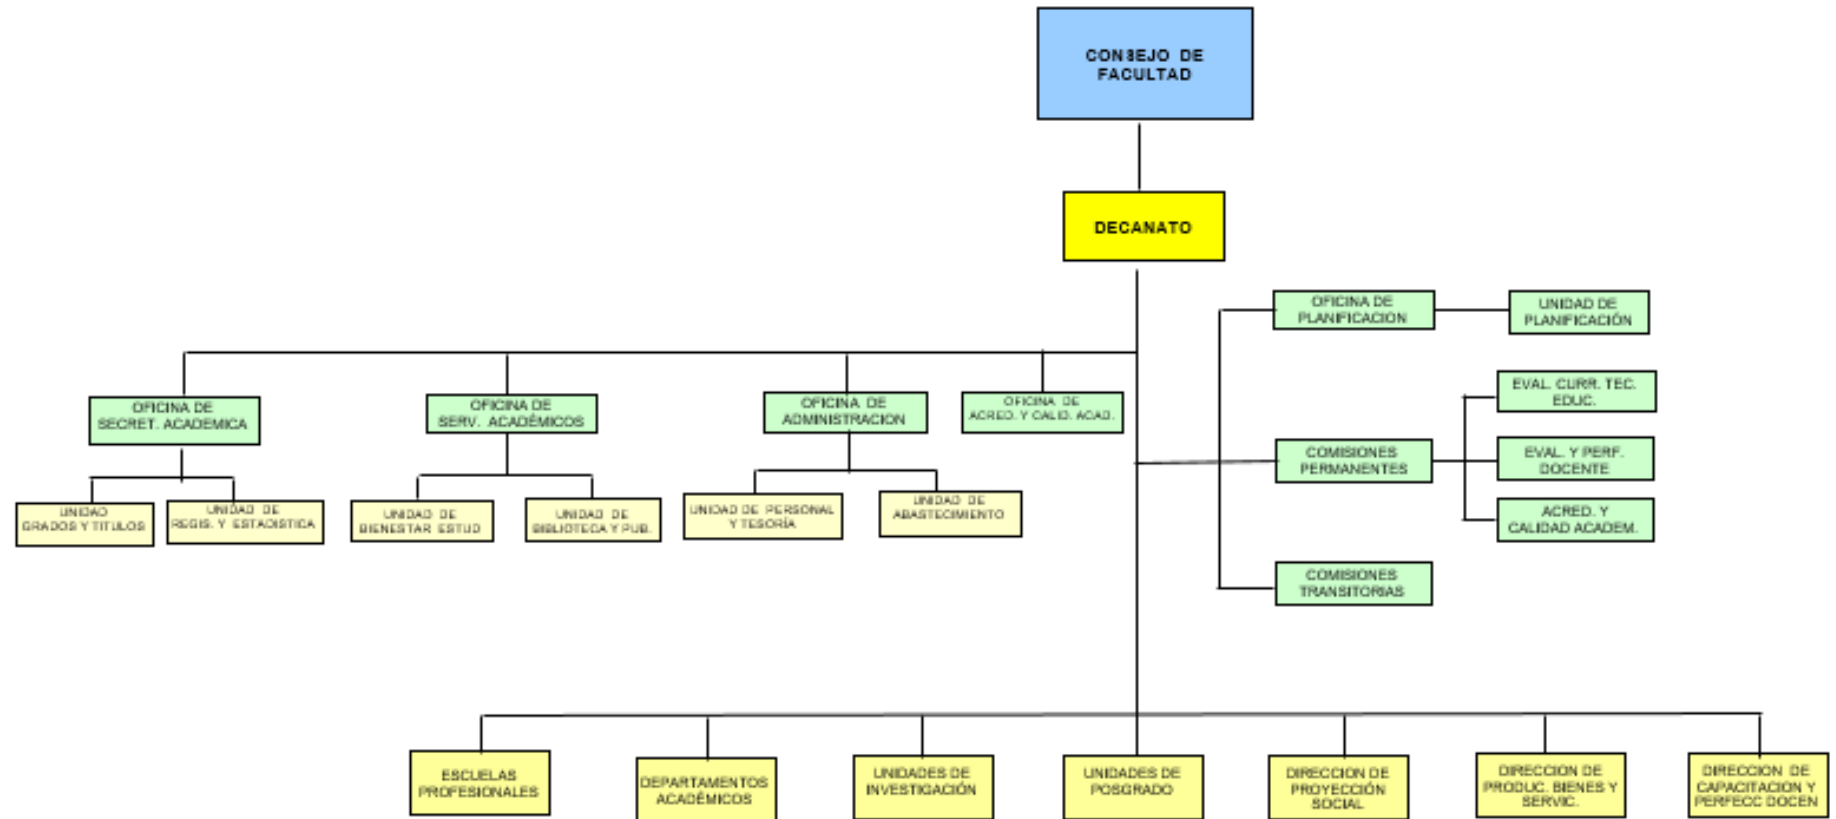 CONSEJO DE
FACULTAD
DECANATO
OFICINA DE
PLANIFICACION
UNIDAD DE
PLANIFICACIÓN
OFICINA DE
SECRET. ACADEMICA
OFICINA DE
SERV. ACADÉMICOS
OFICINA DE
ADMINISTRACION
OFICINA DE
ACRED. Y CALID. ACAD.
EVAL. CURR. TEC.
EDUC.
COMISIONES
PERMANENTES
EVAL. Y PERF.
DOCENTE
ACRED. Y
CALIDAD ACADEM.
UNIDAD
GRADOS Y TITULOS
UNIDAD DE
REGIS. Y ESTADISTICA
UNIDAD DE
BIENESTAR ESTUD
UNIDAD DE
BIBLIOTECA Y PUB.
UNIDAD DE PERSONAL
Y TESORÍA
UNIDAD DE
ABASTECIMIENTO
COMISIONES
TRANSITORIAS
ESCUELAS
PROFESIONALES
DEPARTAMENTOS
ACADÉMICOS
UNIDADES DE
INVESTIGACIÓN
UNIDADES DE
POSGRADO
DIRECCION DE
PROYECCIÓN
SOCIAL
DIRECCION DE
PRODUC. BIENES Y
SERVIC.
DIRECCION DE
CAPACITACION Y
PERFECC DOCEN